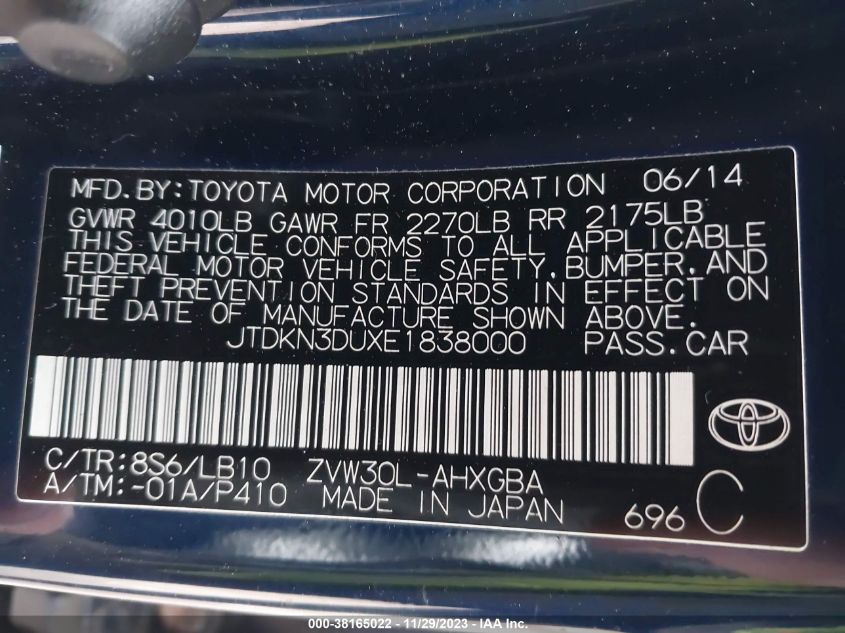 MFD.BY:TOYOTA MOTOR CORPORATION 06/14
GVWR 4010LB GAWR FR 2270LB RR 2175LB
THIS VEHICLE CONFORMS TO ALL APPLICABLE
FEDERAL MOTOR VEHICLE SAFETY,BUMPER,AND
THEFT PREVENTION STANDARDS IN EFFECT ON
THE DATE OF MANUFACTURE SHOWN ABOVE.
JTDKN3DUXE1838000 PASS.CAR
C/TR:8S6/LB10 ZVW30L-AHXGBA
A/TM:-01A/P410 MADE IN JAPAN 696 C
000-38165022 - 11/29/2023 - IAA Inc.